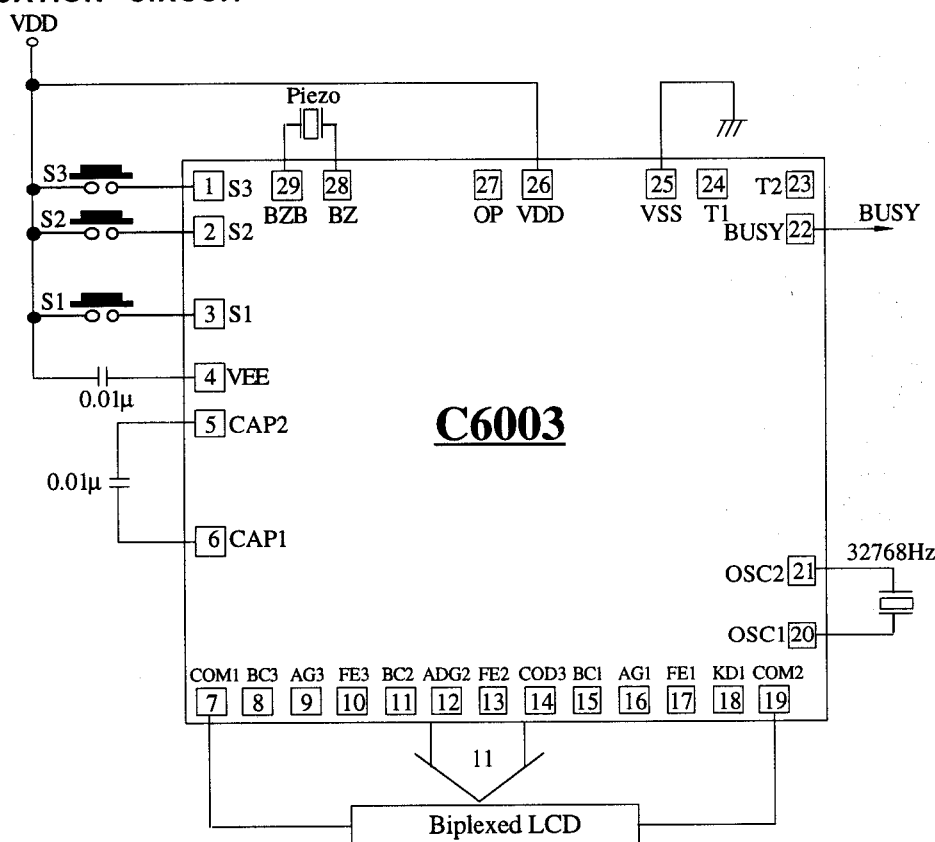 VDD
Piezo
S3
1 S3
29
28
27
26
25
24
T2 23
BZB
BZ
OP
VDD
VSS
T1
S2
2 S2
BUSY 22
BUSY
S1
3 S1
4 VEE
0.01μ
5 CAP2
C6003
0.01μ
6 CAP1
32768Hz
OSC2 21
OSC1 20
COM1 BC3 AG3 FE3 BC2 ADG2 FE2 COD3 BC1 AG1 FE1 KD1 COM2
7 8 9 10 11 12 13 14 15 16 17 18 19
11
Biplexed LCD